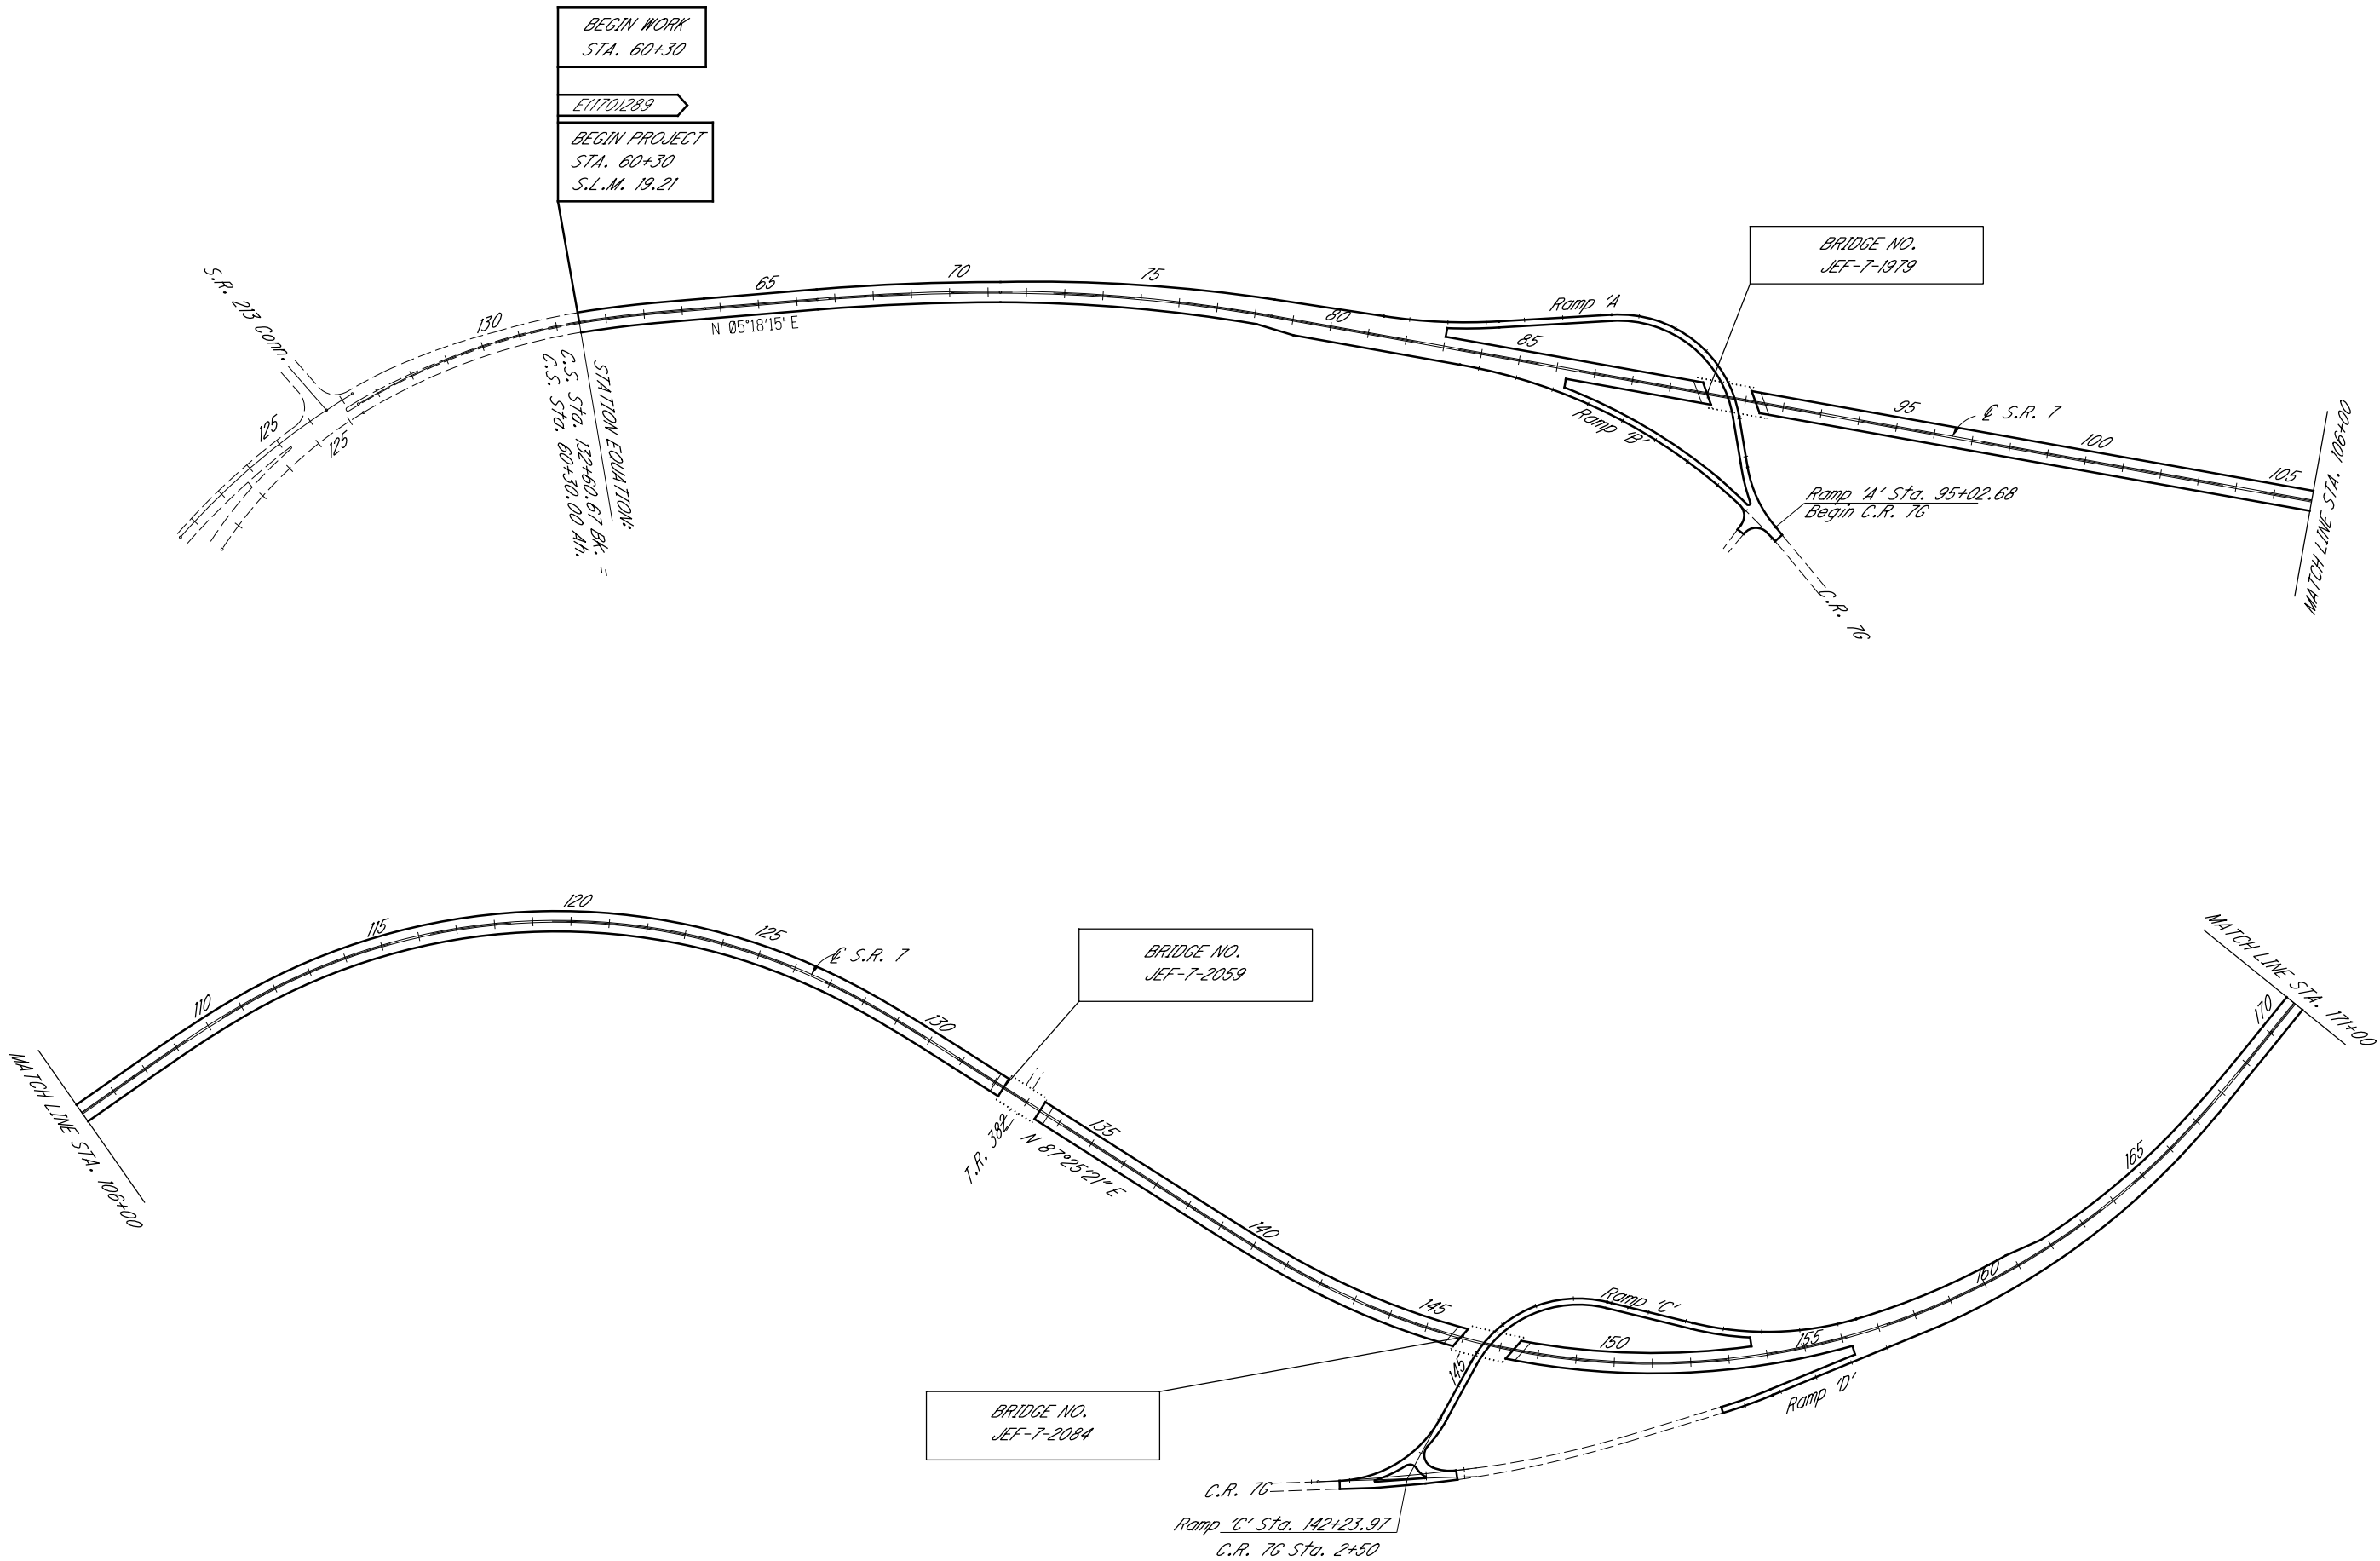 BEGIN WORK
STA. 60+30
E(170)289
BEGIN PROJECT
STA. 60+30
S.L.M. 19.21
S.R. 213 Conn.
125
125
130
STATION EQUATION:
C.S. Sta. 132+60.67 BK. =
C.S. Sta. 60+30.00 Ah.
65
N 05°18'15" E
70
75
80
85
Ramp 'A
Ramp 'B'
BRIDGE NO.
JEF-7-1979
95
℄ S.R. 7
100
105
Ramp 'A' Sta. 95+02.68
Begin C.R. 7G
C.R. 7G
MATCH LINE STA. 106+00
MATCH LINE STA. 106+00
110
115
120
125
℄ S.R. 7
130
BRIDGE NO.
JEF-7-2059
T.R. 382
N 87°25'21" E
135
140
145
BRIDGE NO.
JEF-7-2084
145
Ramp 'C'
150
155
Ramp 'D'
160
165
170
MATCH LINE STA. 171+00
C.R. 7G
Ramp 'C' Sta. 142+23.97
C.R. 7G Sta. 2+50